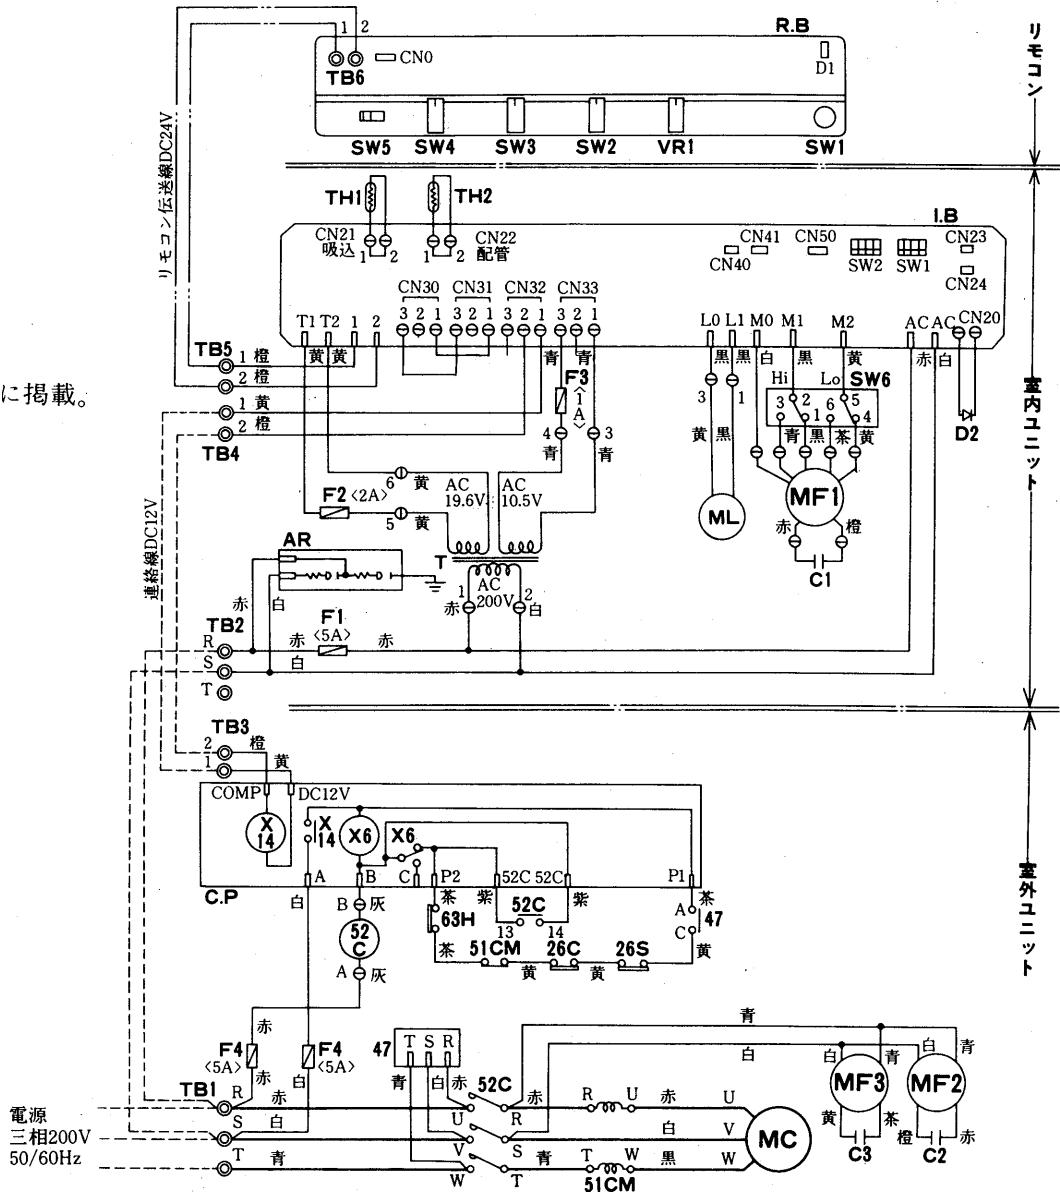 1 2
R.B
CN0
TB6
D1
SW5 SW4 SW3 SW2 VR1 SW1
リモコン
リモコン伝送線DC24V
TH1 TH2
I.B
CN21
吸込
1 2
1 2
CN22
配管
CN41 CN50
CN40
SW2 SW1
CN23
CN24
CN30 CN31 CN32 CN33
T1 T2 1 2
3 2 1 3 2 1 3 2 1 3 2 1
L0 L1 M0 M1 M2
AC AC CN20
黄 黄
青 青
黒 黒 白 黒 黄
赤 白
TB5
1 橙
2 橙
1 黄
2 橙
TB4
に掲載。
F3
〈1A〉
4 3
青 青
3 1
黄 黒
Hi Lo SW6
3 2 1 6 5 4
青 黒 茶 黄
D2
室内ユニット
6 黄
F2〈2A〉
5 黄
AC
19.6V
AC
10.5V
ML
MF1
赤 橙
C1
連絡線DC12V
AR
T
AC
200V
1 2
赤 白
赤 白
TB2
R
S
T
F1
〈5A〉
赤 赤
白
TB3
2 橙
1 黄
COMP DC12V
X
14
X
14
X6 X6
A B C P2 52C 52C P1
C.P
白
B 灰
52
C
A 灰
茶
63H
茶
紫 紫
52C
13 14
51CM 26C 26S
黄 黄
茶
A
C
47
黄
室外ユニット
赤
F4
〈5A〉
赤
F4
〈5A〉
白
47
T S R
青 白 赤
52C
青
白
白 青 白 青
MF3 MF2
黄 茶 橙 赤
C3 C2
TB1
R 赤
S 白
T 青
電源
三相200V
50/60Hz
U 赤 R R U 赤 U
V S 白 V
W T 青 T W 黒 W
51CM
MC